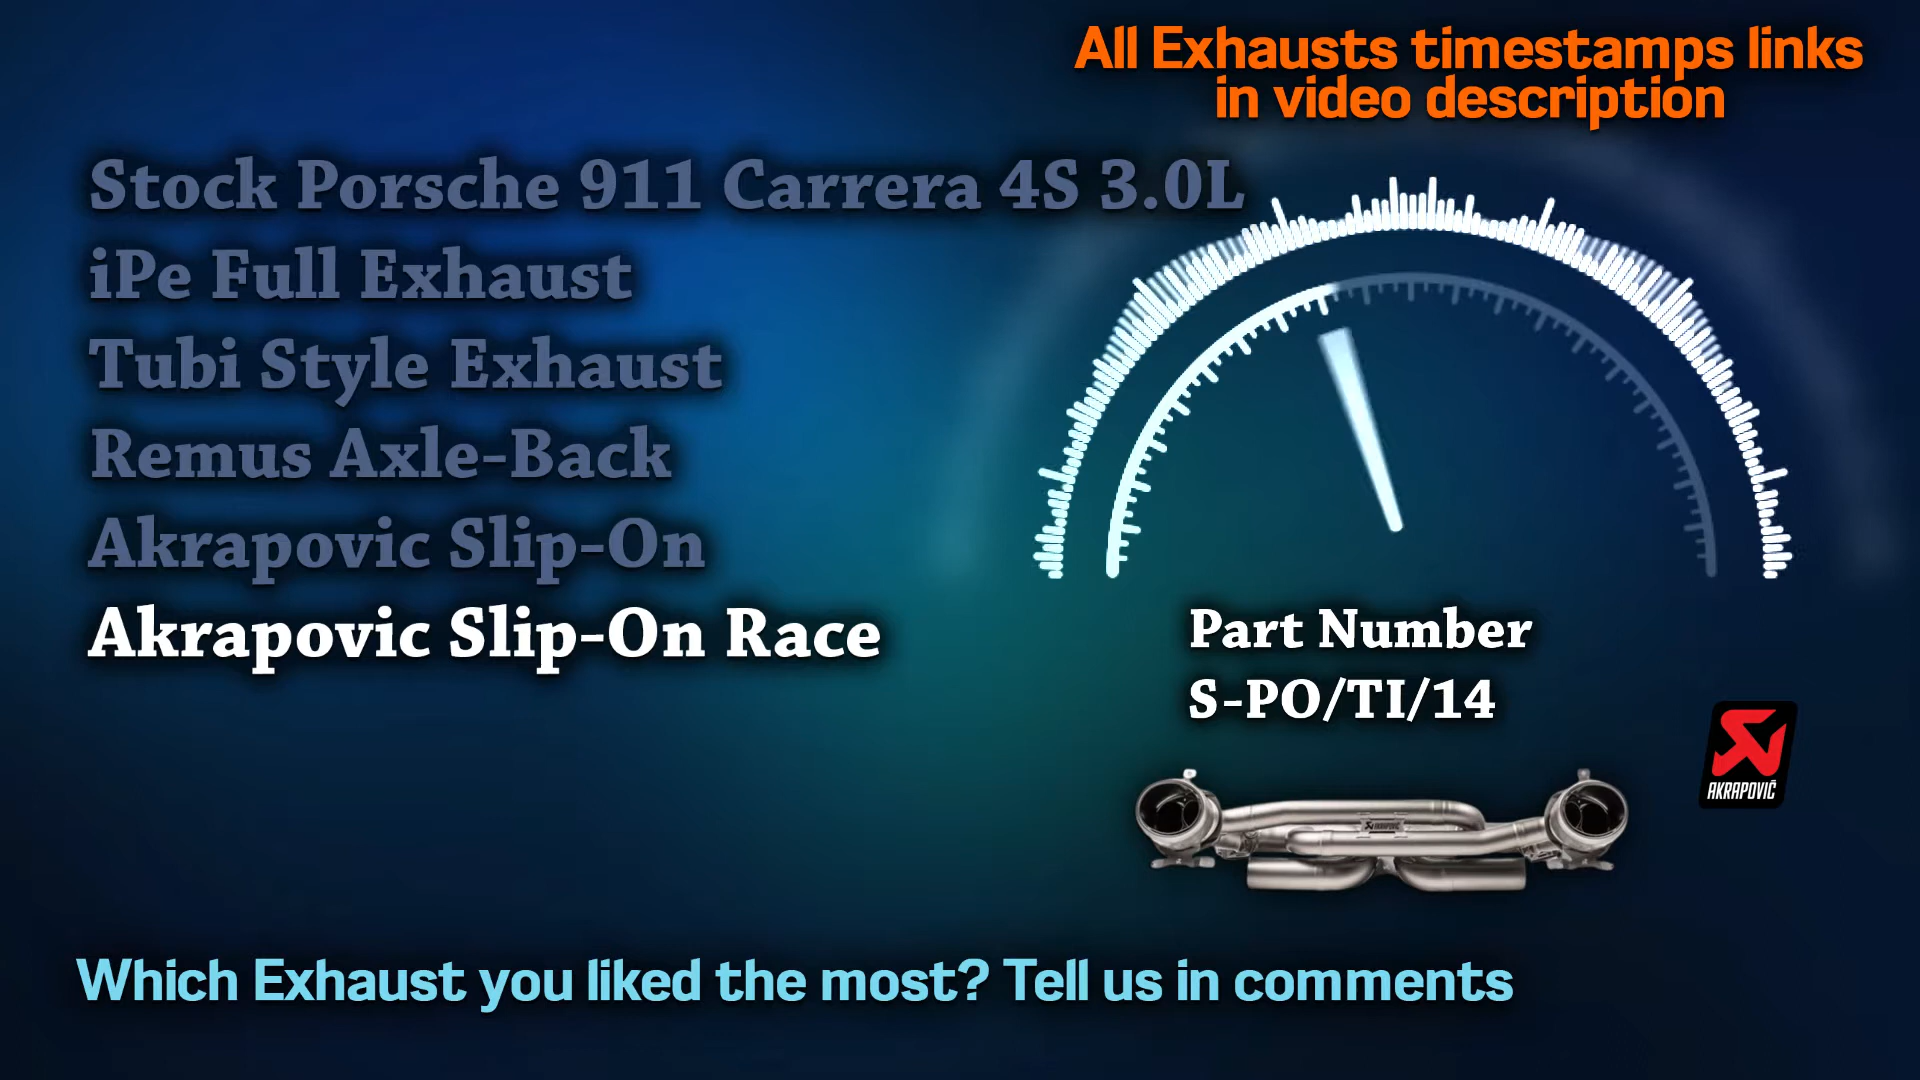 All Exhausts timestamps links
in video description
Stock Porsche 911 Carrera 4S 3.0L
iPe Full Exhaust
Tubi Style Exhaust
Remus Axle-Back
Akrapovic Slip-On
Akrapovic Slip-On Race
Part Number
S-PO/TI/14
AKRAPOVIČ
AKRAPOVIČ
Which Exhaust you liked the most? Tell us in comments